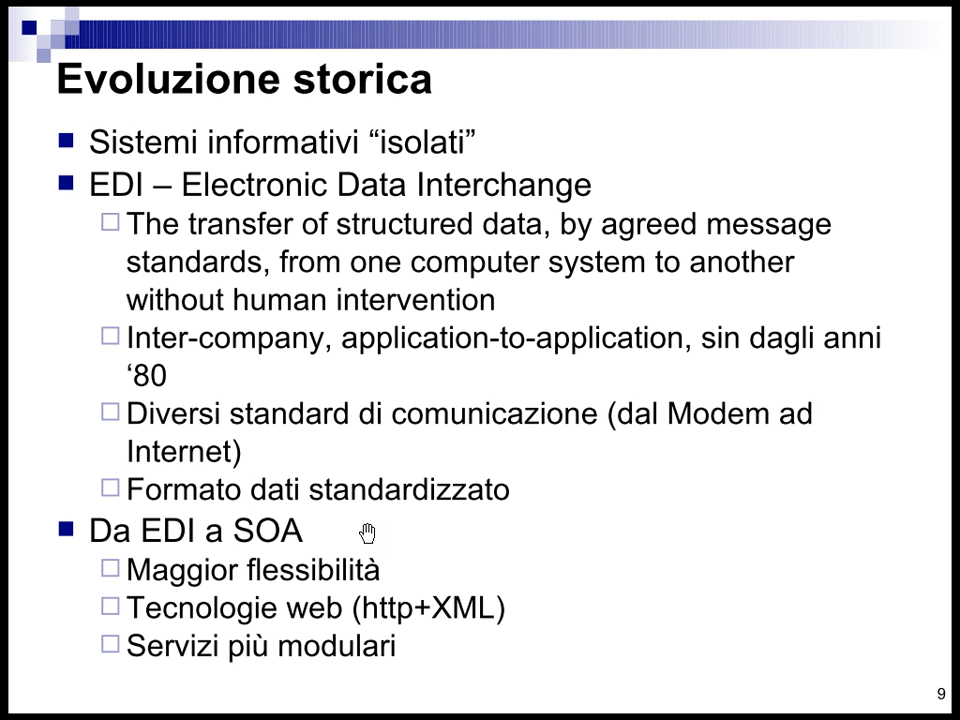 Evoluzione storica
Sistemi informativi “isolati”
EDI – Electronic Data Interchange
The transfer of structured data, by agreed message
standards, from one computer system to another
without human intervention
Inter-company, application-to-application, sin dagli anni
‘80
Diversi standard di comunicazione (dal Modem ad
Internet)
Formato dati standardizzato
Da EDI a SOA
Maggior flessibilità
Tecnologie web (http+XML)
Servizi più modulari
9